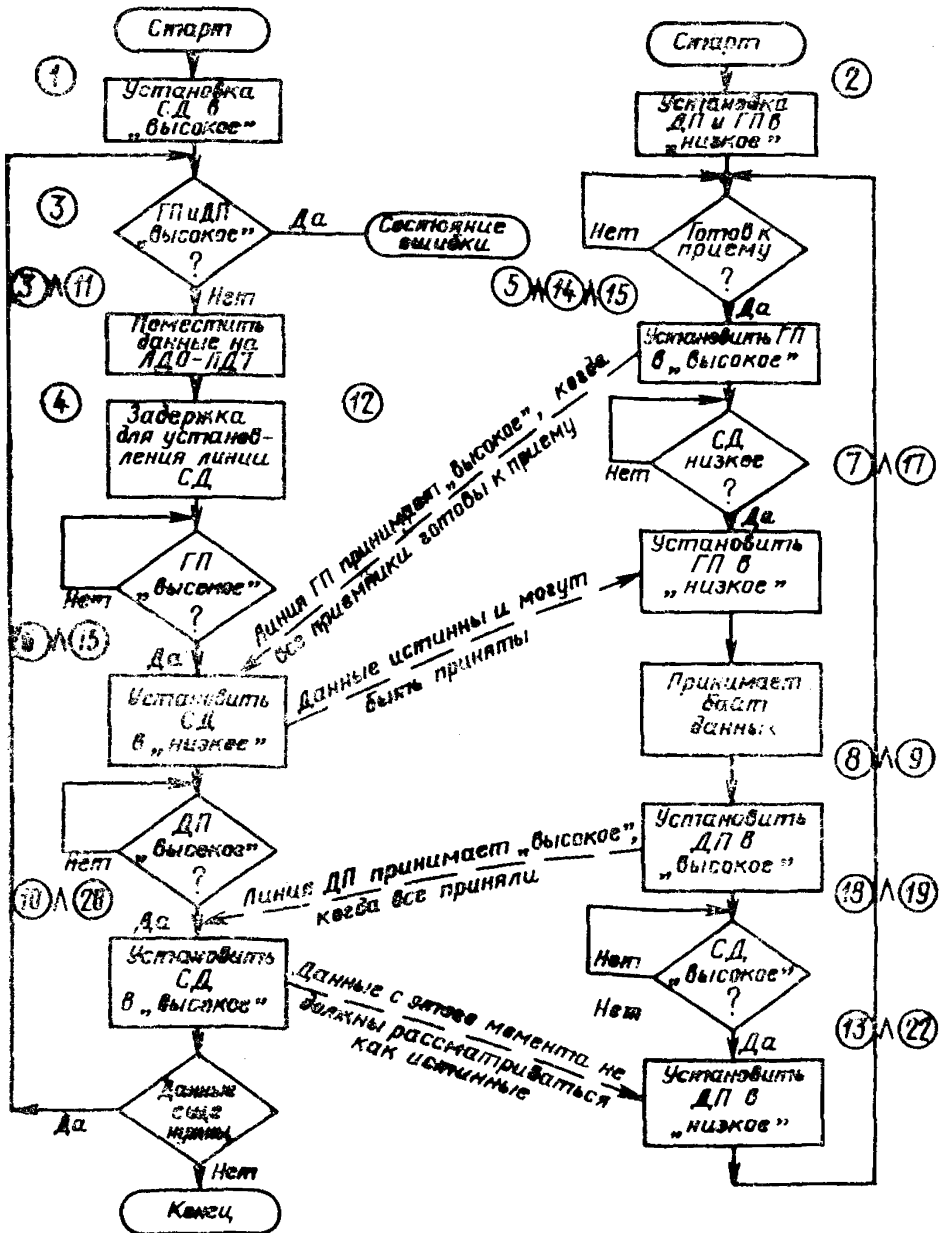 Старт
1
Установка
СД в
„высокое"
3
ГП и ДП
„высокое"
?
Да
Состояние
ошибки
3 ∧ 11
Нет
Поместить
данные на
ЛД0-ЛД7
4
12
Задержка
для установ-
ления линии
СД
ГП
„высокое"
?
Нет
15
Да
Установить
СД
в „низкое"
ДП
„высокое"
?
Нет
10 ∧ 20
Да
Установить
СД
в „высокое"
Данные
еще
нужны
Да
Нет
Конец
Линия ГП принимает „высокое", когда
все приемники готовы к приему
Данные истинны и могут
быть приняты
Линия ДП принимает „высокое",
когда все приняли
Данные с этого момента не
должны рассматриваться
как истинные
Старт
2
Установка
ДП и ГП в
„низкое"
Нет
Готов к
приему
?
5 ∧ 14 ∧ 15
Да
Установить ГП
в „высокое"
СД
низкое
?
Нет
7 ∧ 17
Да
Установить
ГП в
„низкое"
Принимает
байт
данных
8 ∧ 9
Установить
ДП в
„высокое"
18 ∧ 19
СД
„высокое"
?
Нет
Нет
13 ∧ 22
Да
Установить
ДП в
„низкое"